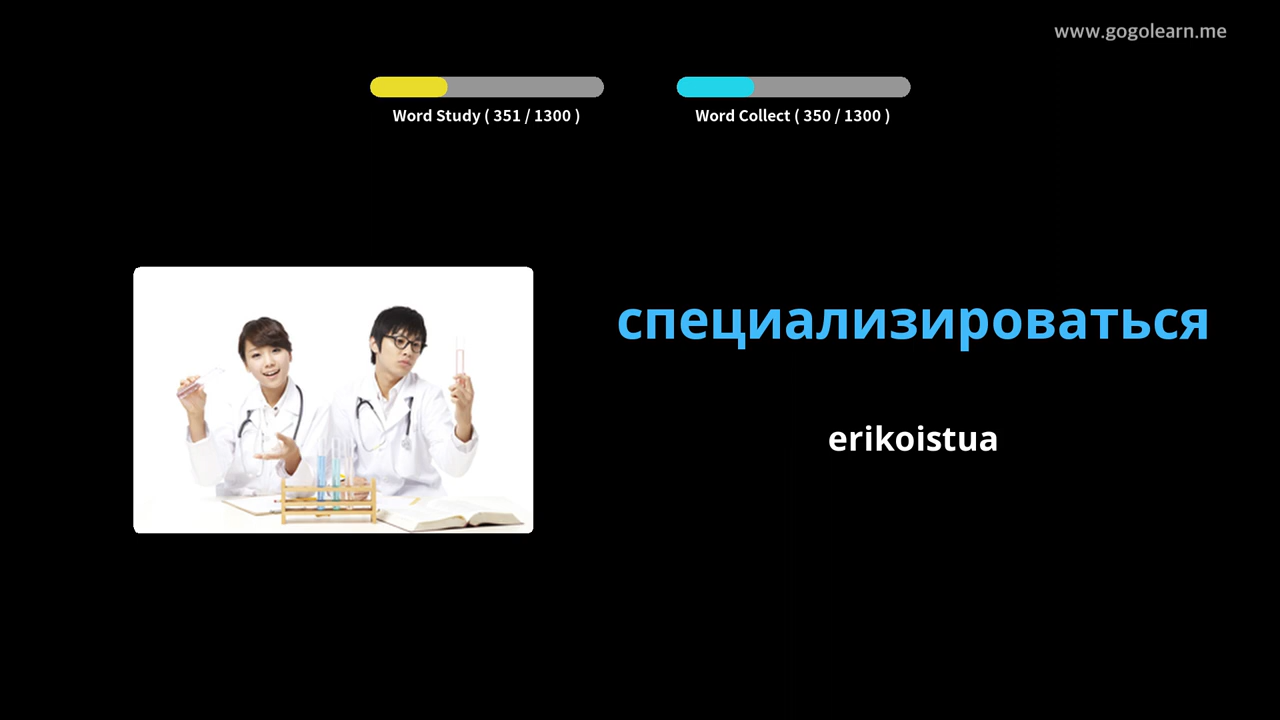 www.gogolearn.me
Word Study ( 351 / 1300 )
Word Collect ( 350 / 1300 )
специализироваться
erikoistua